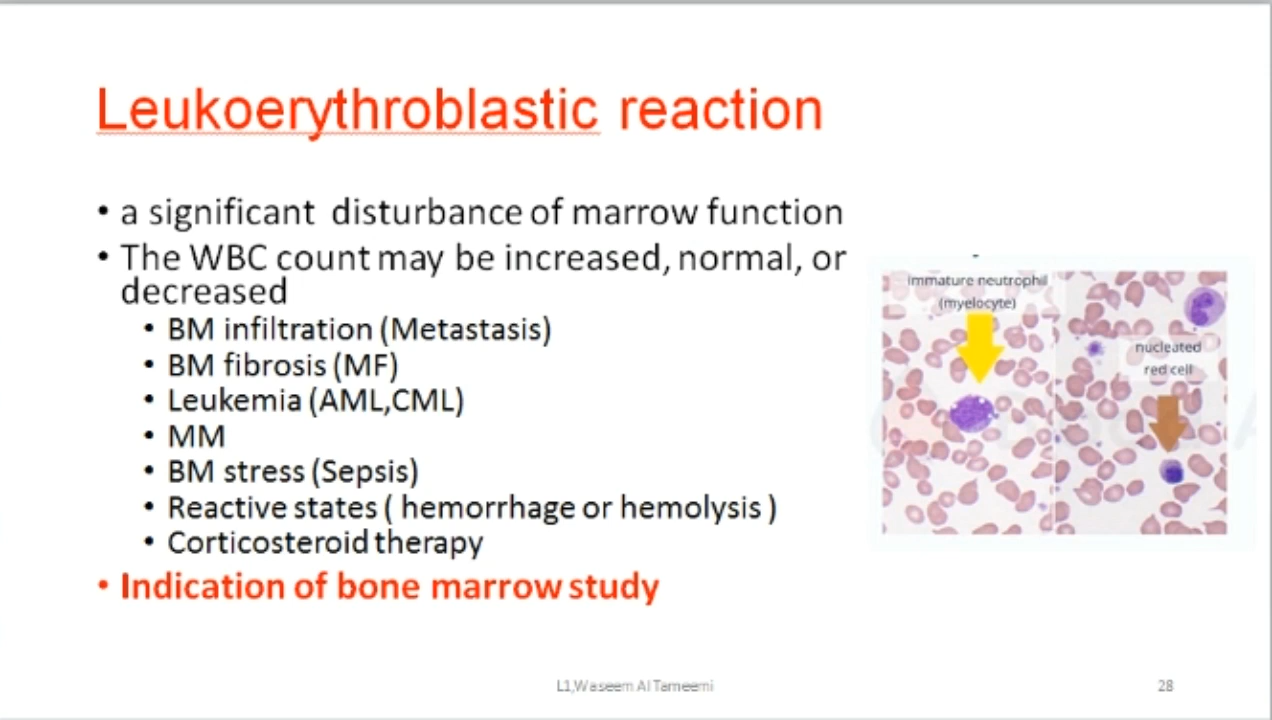 Leukoerythroblastic reaction
• a significant disturbance of marrow function
• The WBC count may be increased, normal, or
decreased
• BM infiltration (Metastasis)
• BM fibrosis (MF)
• Leukemia (AML,CML)
• MM
• BM stress (Sepsis)
• Reactive states ( hemorrhage or hemolysis )
• Corticosteroid therapy
• Indication of bone marrow study
immature neutrophil
(myelocyte)
nucleated
red cell
L1,Waseem Al Tameemi
28